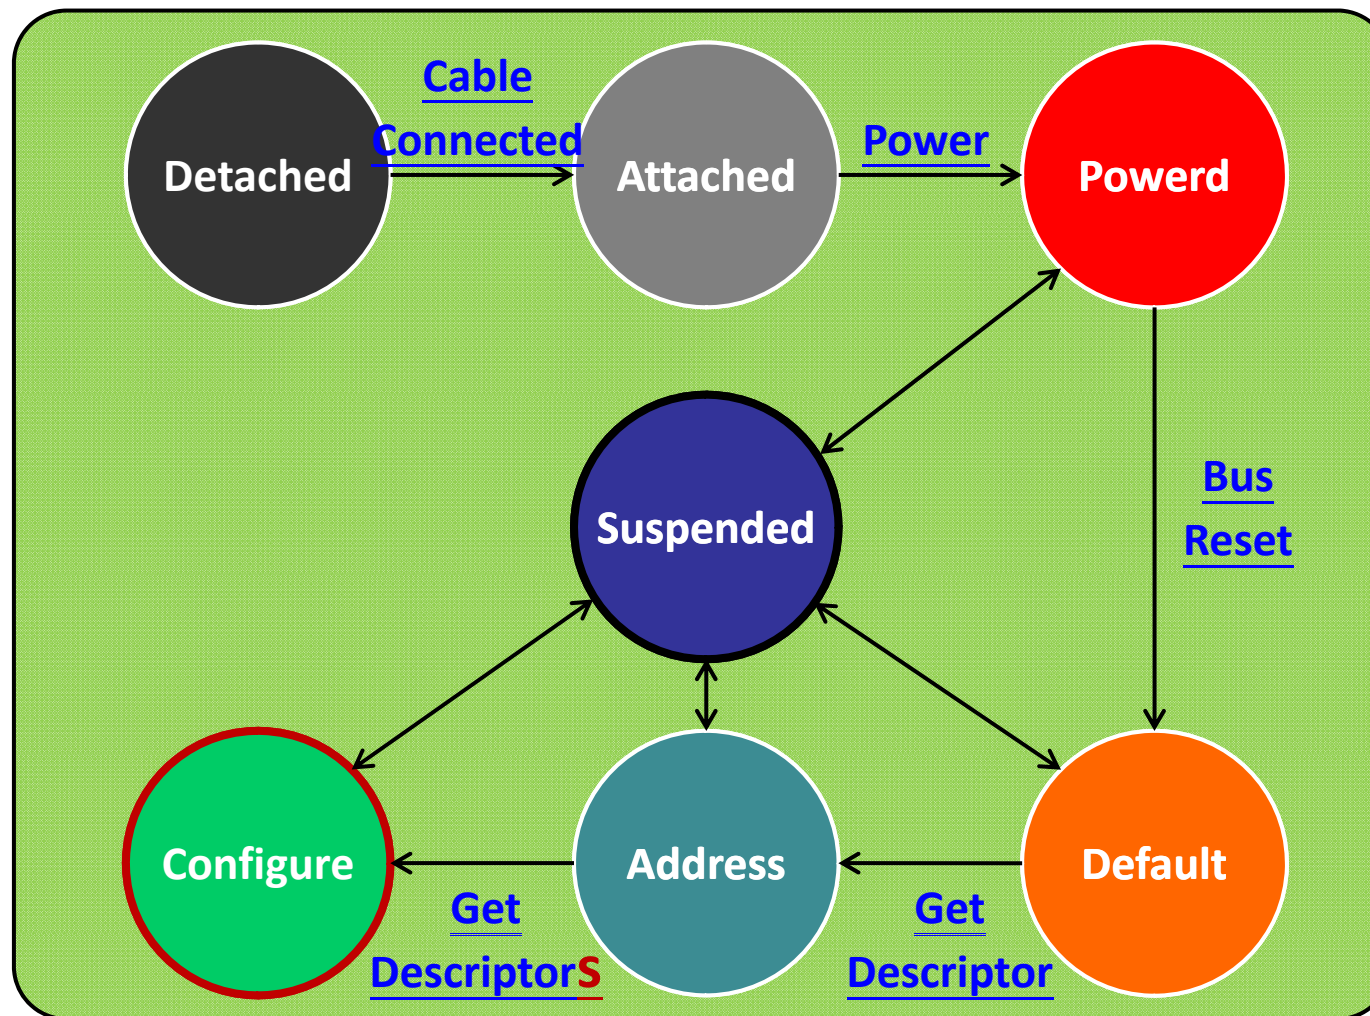 Cable
Connected
Detached
Attached
Power
Powerd
Suspended
Bus
Reset
Configure
Address
Default
Get
DescriptorS
Get
Descriptor